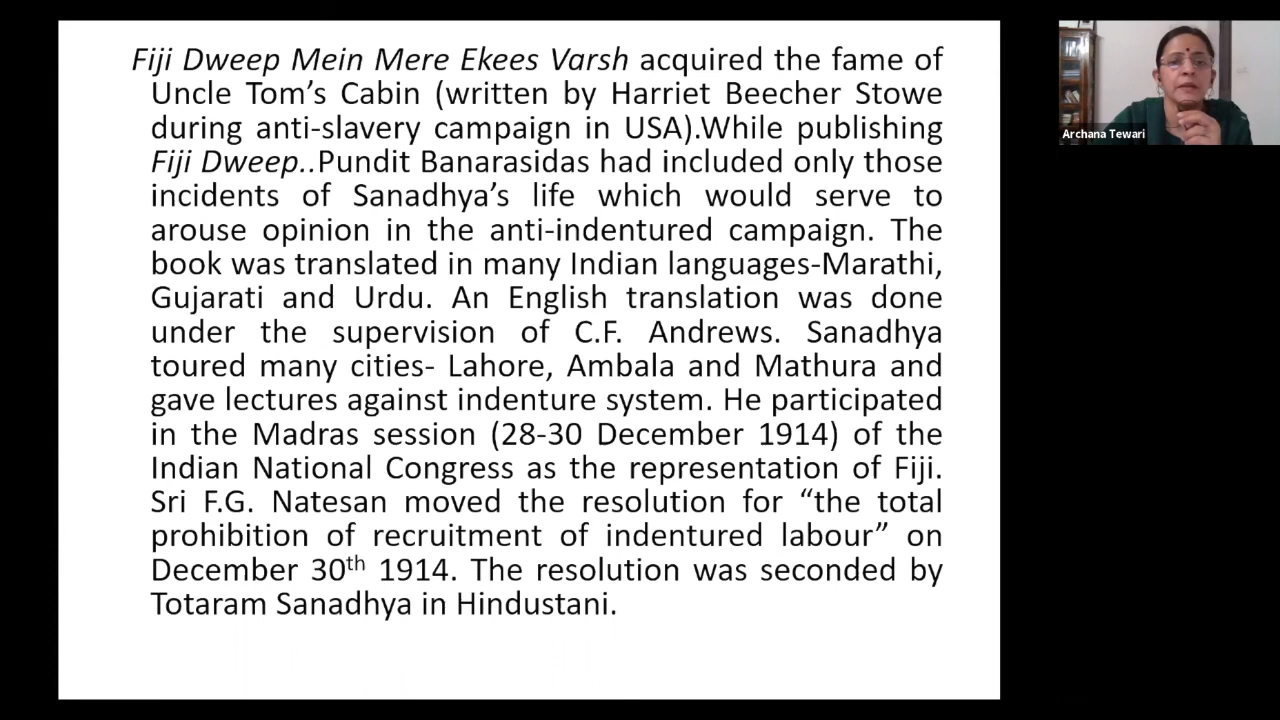 Fiji Dweep Mein Mere Ekees Varsh acquired the fame of
Uncle Tom’s Cabin (written by Harriet Beecher Stowe
during anti-slavery campaign in USA).While publishing
Fiji Dweep..Pundit Banarasidas had included only those
incidents of Sanadhya’s life which would serve to
arouse opinion in the anti-indentured campaign. The
book was translated in many Indian languages-Marathi,
Gujarati and Urdu. An English translation was done
under the supervision of C.F. Andrews. Sanadhya
toured many cities- Lahore, Ambala and Mathura and
gave lectures against indenture system. He participated
in the Madras session (28-30 December 1914) of the
Indian National Congress as the representation of Fiji.
Sri F.G. Natesan moved the resolution for “the total
prohibition of recruitment of indentured labour” on
December 30th 1914. The resolution was seconded by
Totaram Sanadhya in Hindustani.
Archana Tewari